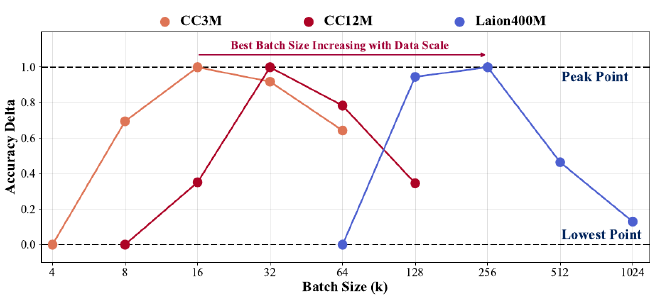 CC3M CC12M Laion400M
Best Batch Size Increasing with Data Scale
Peak Point
Lowest Point
Accuracy Delta
1.0
0.8
0.6
0.4
0.2
0.0
4 8 16 32 64 128 256 512 1024
Batch Size (k)